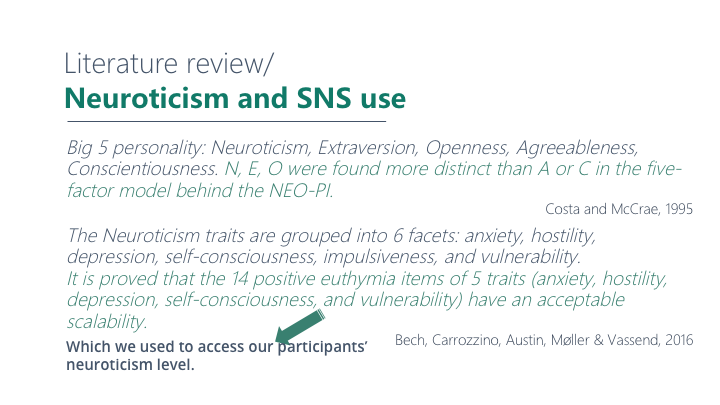 Literature review/
Neuroticism and SNS use
Big 5 personality: Neuroticism, Extraversion, Openness, Agreeableness,
Conscientiousness. N, E, O were found more distinct than A or C in the five-
factor model behind the NEO-PI.
Costa and McCrae, 1995
The Neuroticism traits are grouped into 6 facets: anxiety, hostility,
depression, self-consciousness, impulsiveness, and vulnerability.
It is proved that the 14 positive euthymia items of 5 traits (anxiety, hostility,
depression, self-consciousness, and vulnerability) have an acceptable
scalability.
Bech, Carrozzino, Austin, Møller & Vassend, 2016
Which we used to access our participants’
neuroticism level.